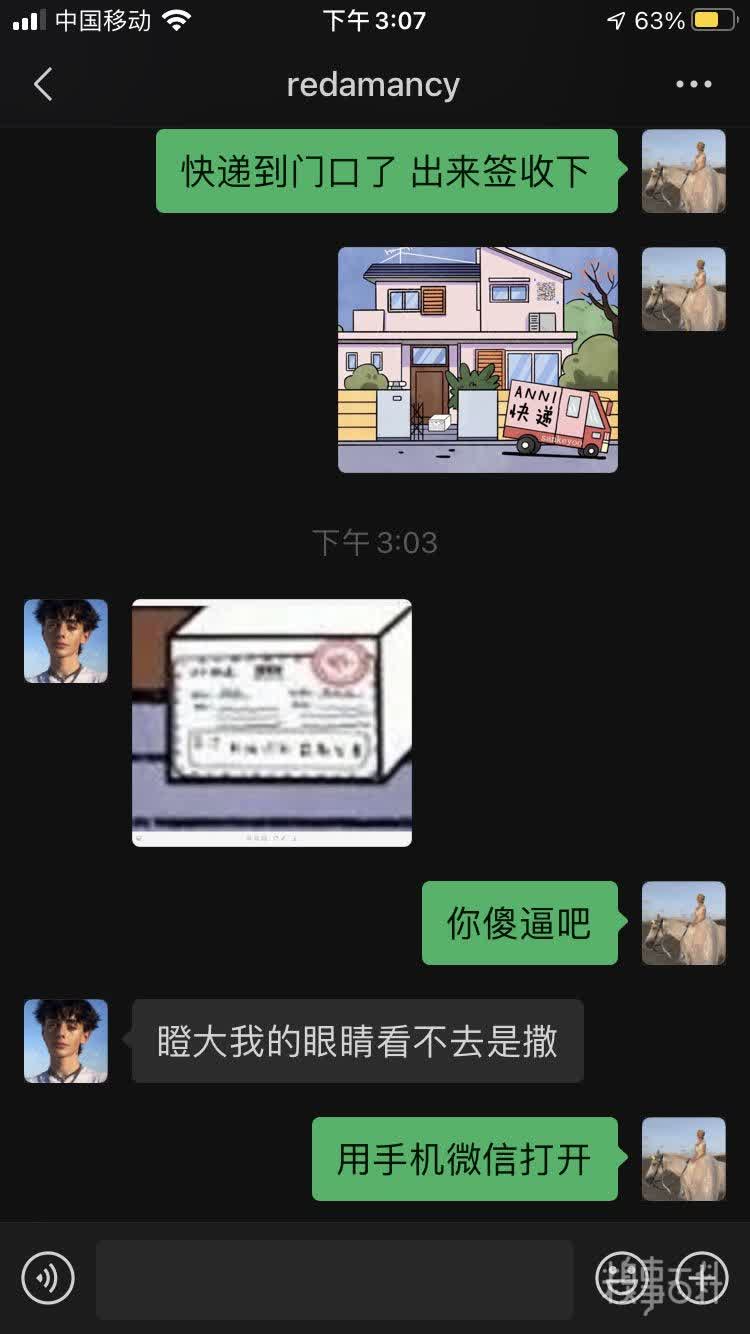 中国移动
下午3:07
63%
redamancy
快递到门口了 出来签收下
ANNI
快递
sankeyoo
下午3:03
你傻逼吧
瞪大我的眼睛看不去是撒
用手机微信打开